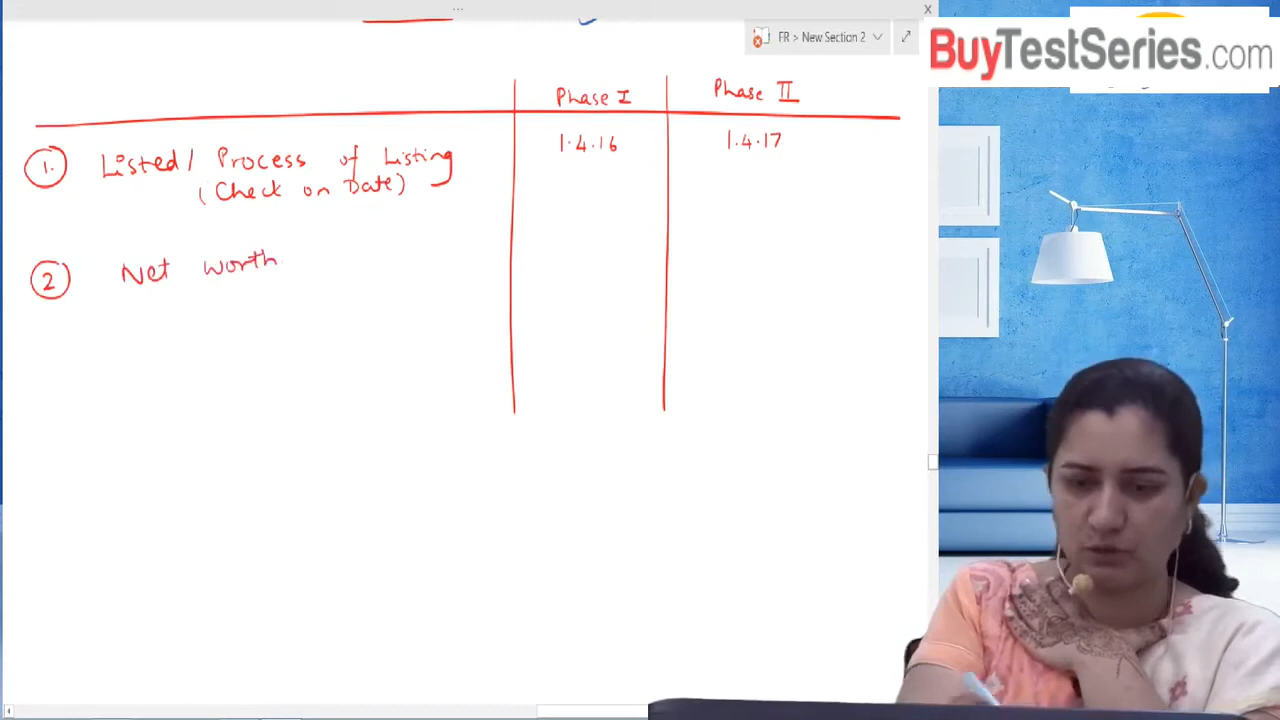 FR > New Section 2
BuyTestSeries.com
Phase I
Phase II
1. Listed / Process of Listing
1.4.16
1.4.17
(Check on Date)
2 Net worth